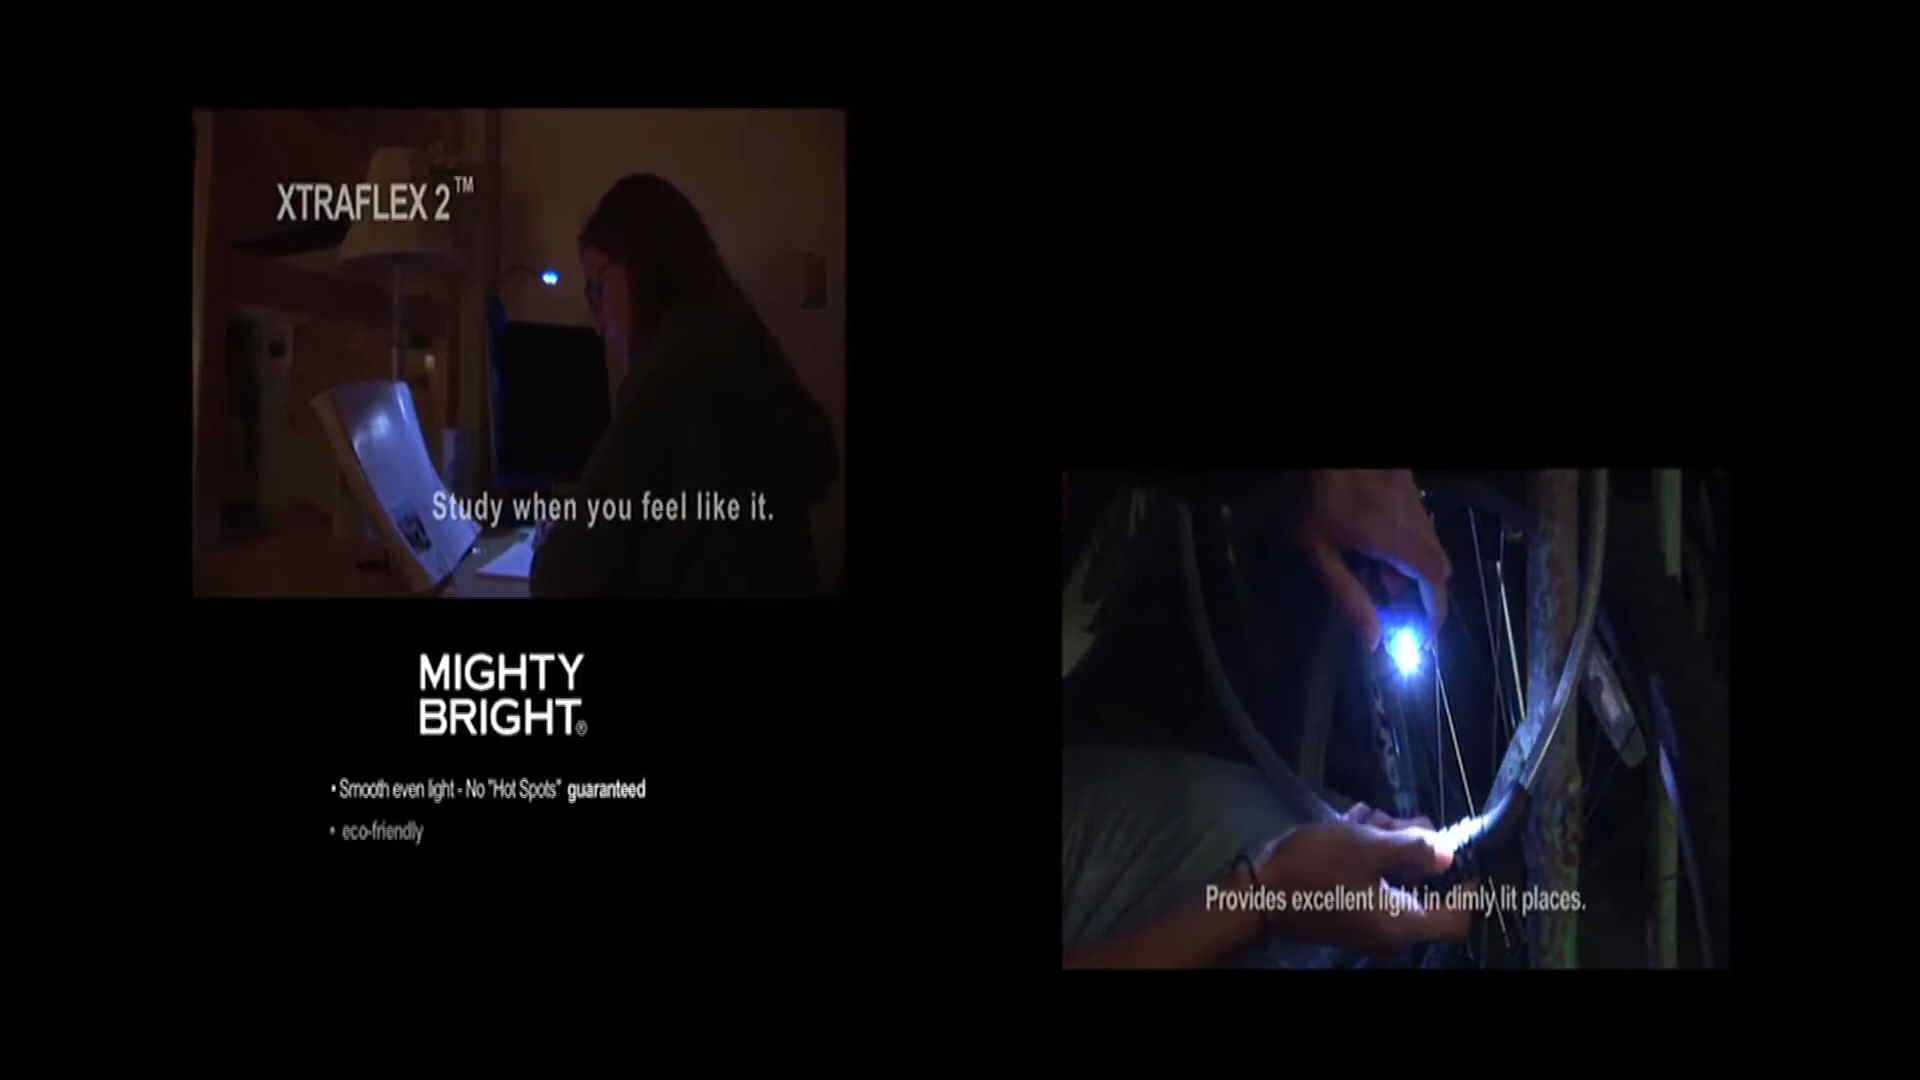 XTRAFLEX 2™
Study when you feel like it.
MIGHTY
BRIGHT®
• Smooth even light - No "Hot Spots" guaranteed
• eco-friendly
Provides excellent light in dimly lit places.